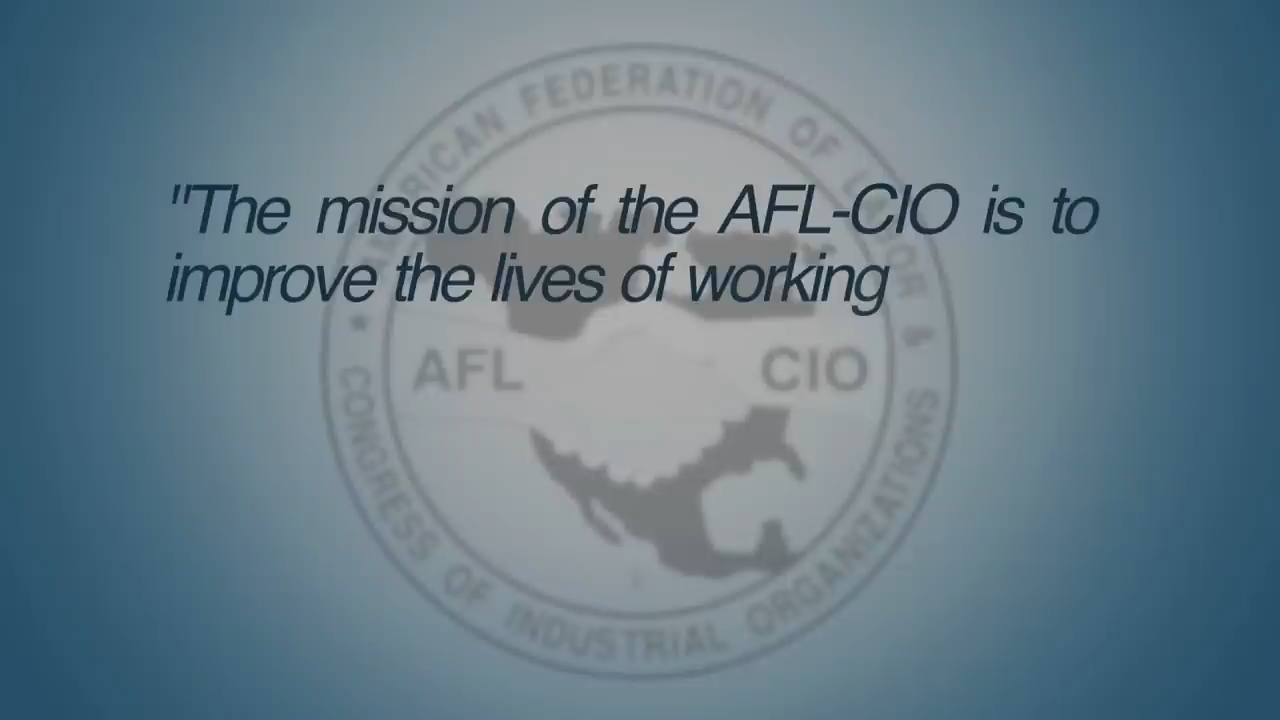 "The mission of the AFL-CIO is to
improve the lives of working
AMERICAN FEDERATION OF LABOR &
AFL CIO
CONGRESS OF INDUSTRIAL ORGANIZATIONS